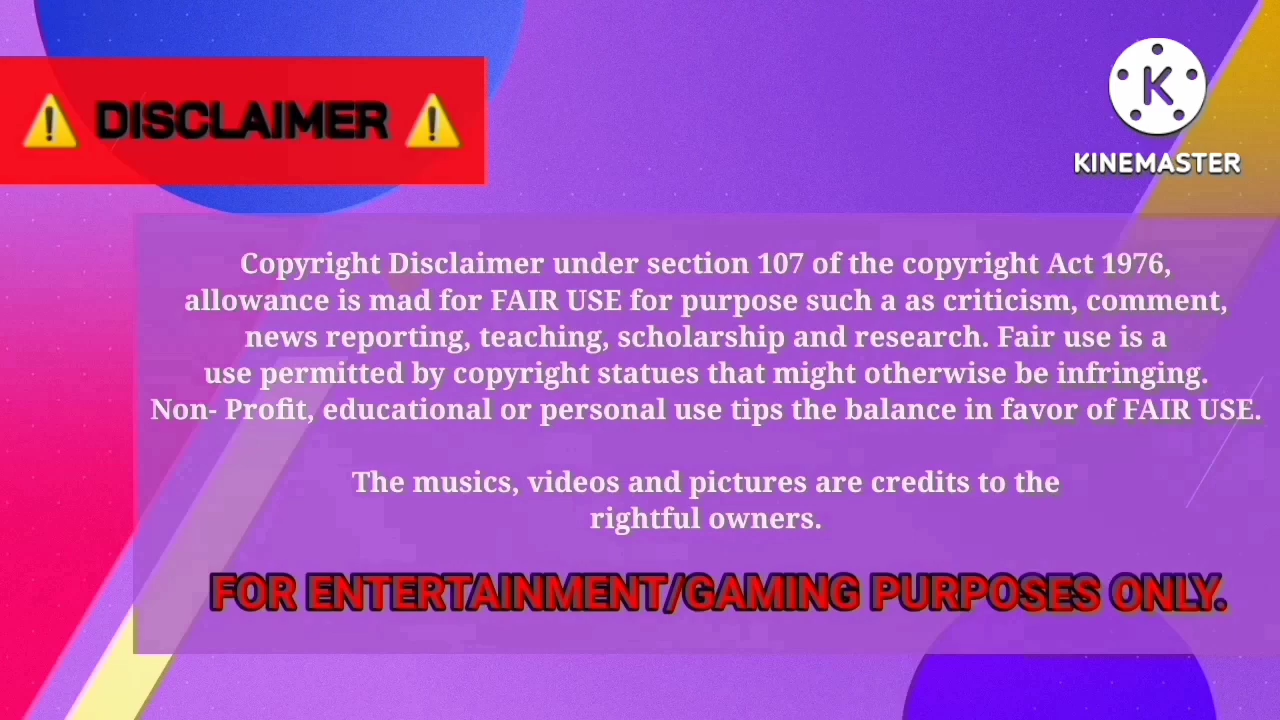 ⚠️ DISCLAIMER ⚠️
K
KINEMASTER
Copyright Disclaimer under section 107 of the copyright Act 1976,
allowance is mad for FAIR USE for purpose such a as criticism, comment,
news reporting, teaching, scholarship and research. Fair use is a
use permitted by copyright statues that might otherwise be infringing.
Non- Profit, educational or personal use tips the balance in favor of FAIR USE.
The musics, videos and pictures are credits to the
rightful owners.
FOR ENTERTAINMENT/GAMING PURPOSES ONLY.